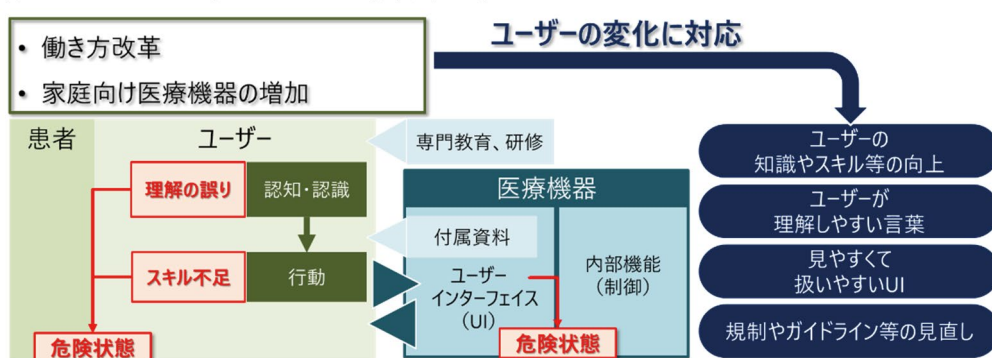 ・ 働き方改革
・ 家庭向け医療機器の増加
ユーザーの変化に対応
患者
ユーザー
専門教育、研修
理解の誤り
認知・認識
医療機器
付属資料
スキル不足
行動
ユーザー
インターフェイス
(UI)
内部機能
(制御)
危険状態
危険状態
ユーザーの
知識やスキル等の向上
ユーザーが
理解しやすい言葉
見やすくて
扱いやすいUI
規制やガイドライン等の見直し